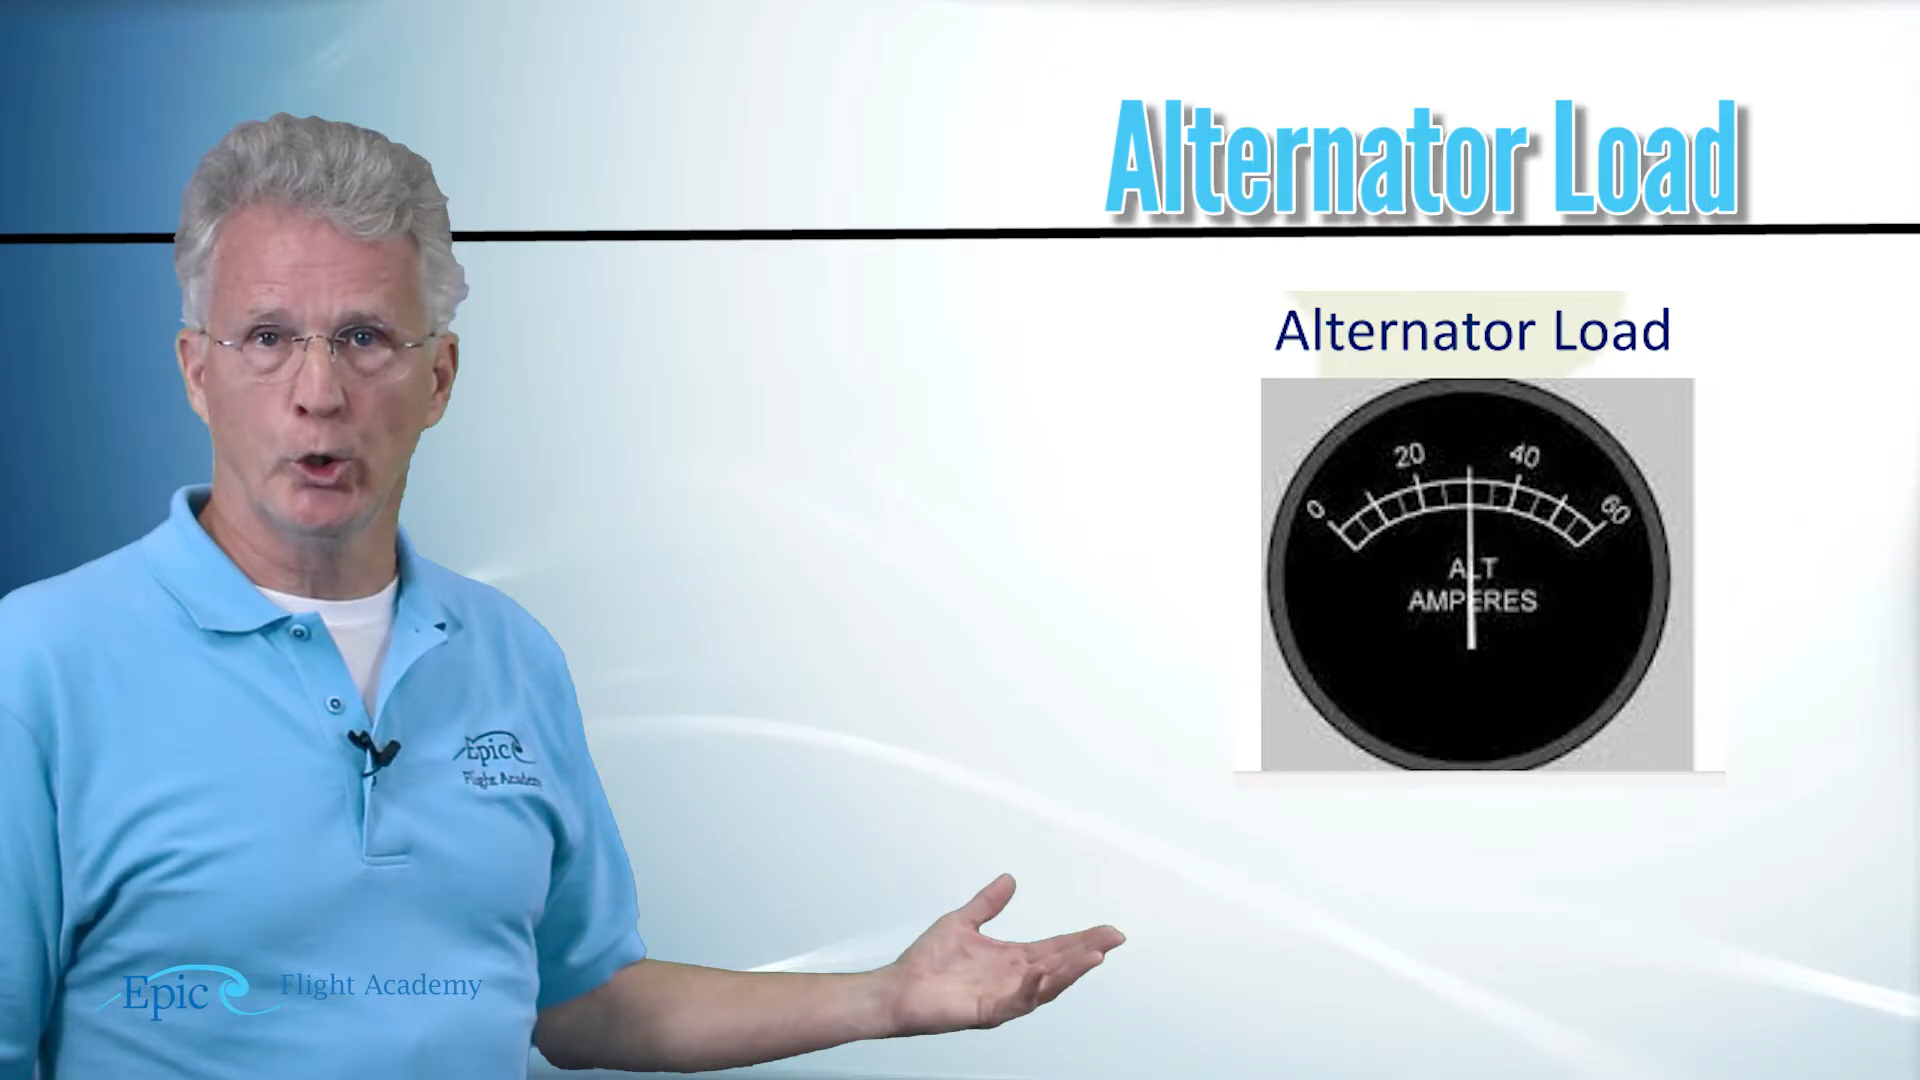 Alternator Load
Alternator Load
0 20 40 60
ALT
AMPERES
Epic
Flight Academy
Epic Flight Academy